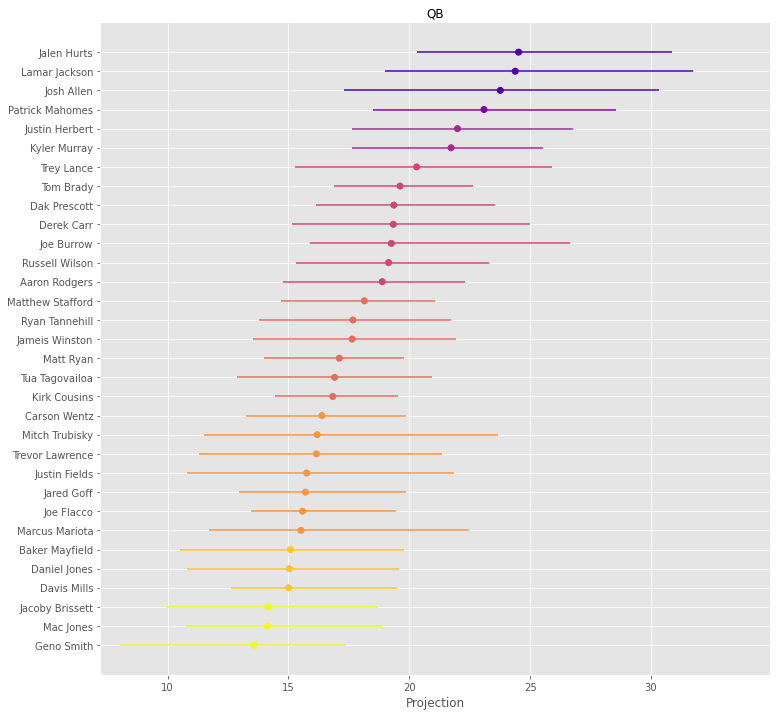 QB
Jalen Hurts
Lamar Jackson
Josh Allen
Patrick Mahomes
Justin Herbert
Kyler Murray
Trey Lance
Tom Brady
Dak Prescott
Derek Carr
Joe Burrow
Russell Wilson
Aaron Rodgers
Matthew Stafford
Ryan Tannehill
Jameis Winston
Matt Ryan
Tua Tagovailoa
Kirk Cousins
Carson Wentz
Mitch Trubisky
Trevor Lawrence
Justin Fields
Jared Goff
Joe Flacco
Marcus Mariota
Baker Mayfield
Daniel Jones
Davis Mills
Jacoby Brissett
Mac Jones
Geno Smith
10 15 20 25 30
Projection